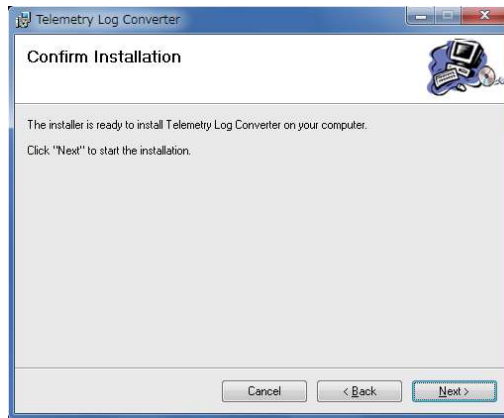 Telemetry Log Converter
Confirm Installation
The installer is ready to install Telemetry Log Converter on your computer.
Click "Next" to start the installation.
Cancel
< Back
Next >